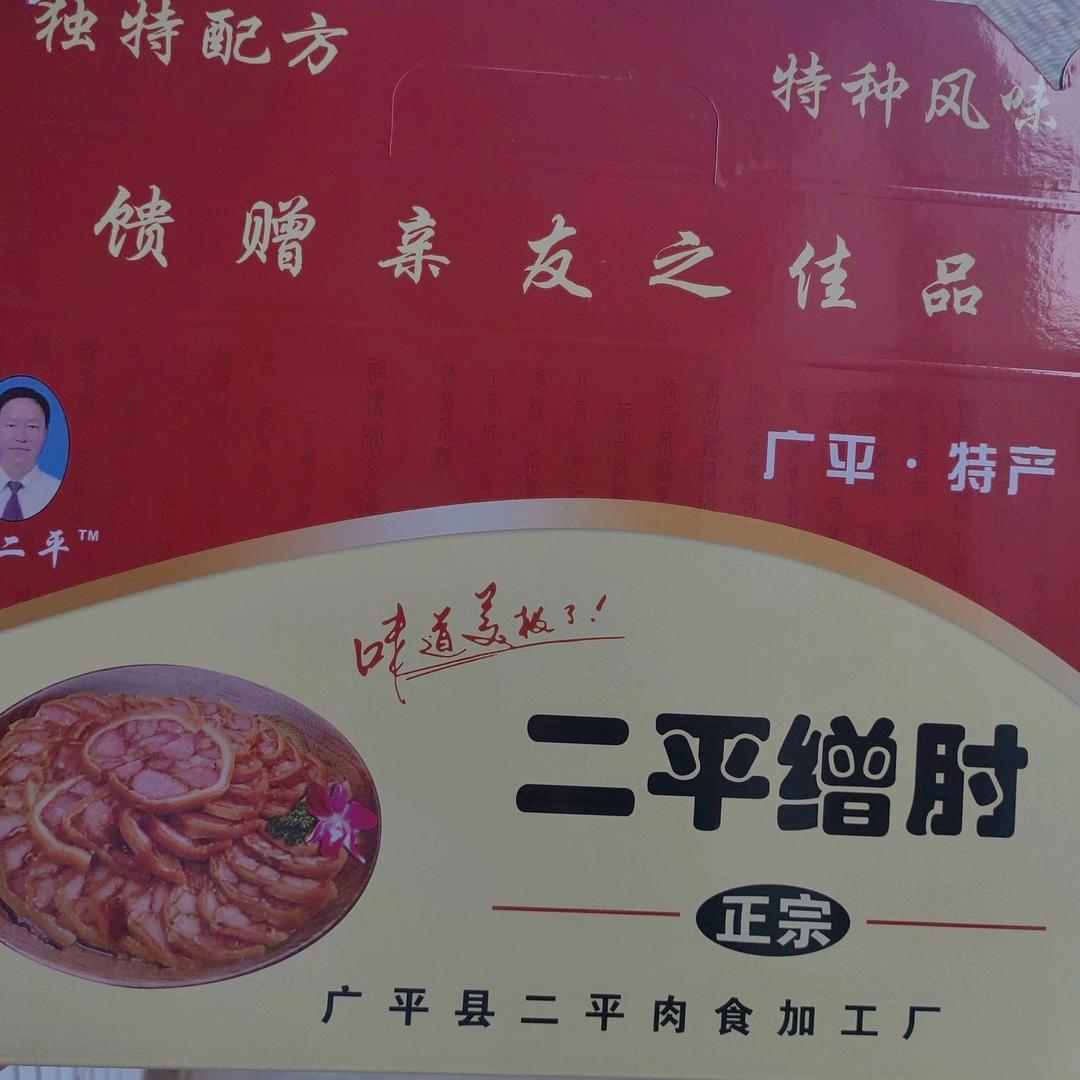 独特配方
特种风味
馈赠亲友之佳品
广平·特产
二平™
味道美极了！
二平缯肘
正宗
广平县二平肉食加工厂